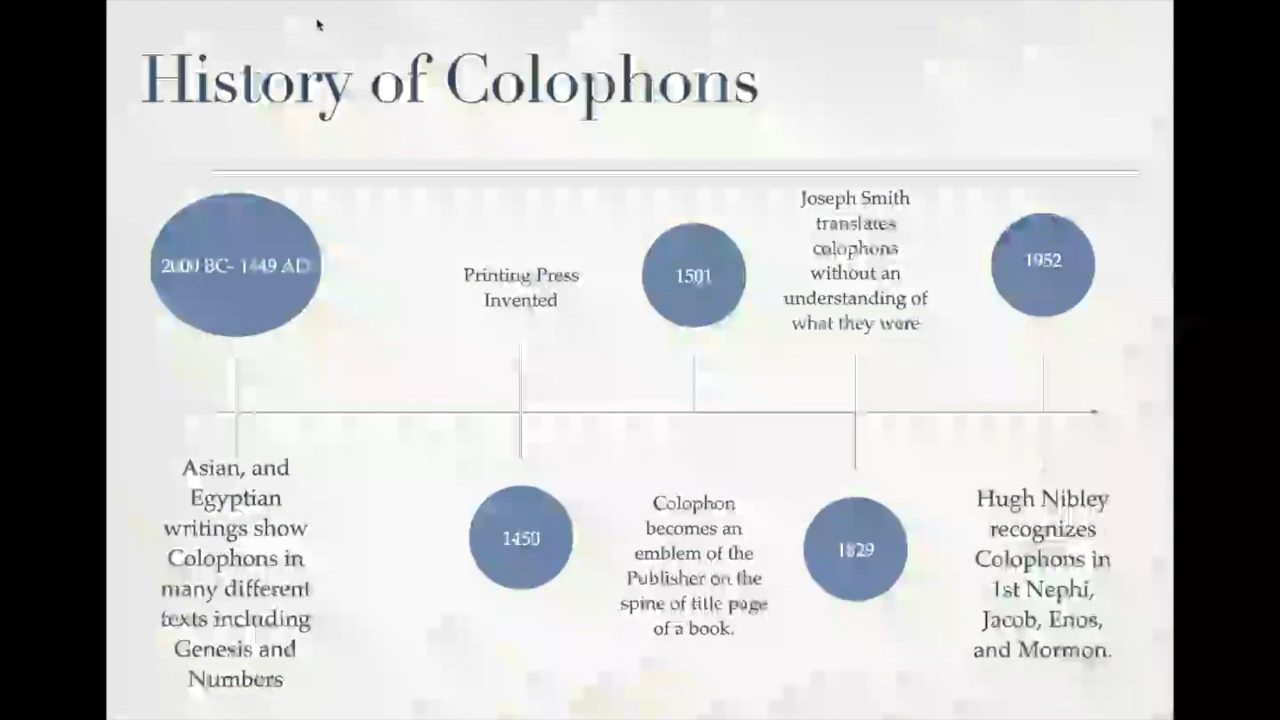 History of Colophons
2000 BC- 1449 AD
Asian, and
Egyptian
writings show
Colophons in
many different
texts including
Genesis and
Numbers
Printing Press
Invented
1450
1501
Colophon
becomes an
emblem of the
Publisher on the
spine of title page
of a book.
Joseph Smith
translates
colophons
without an
understanding of
what they were
1829
1952
Hugh Nibley
recognizes
Colophons in
1st Nephi,
Jacob, Enos,
and Mormon.